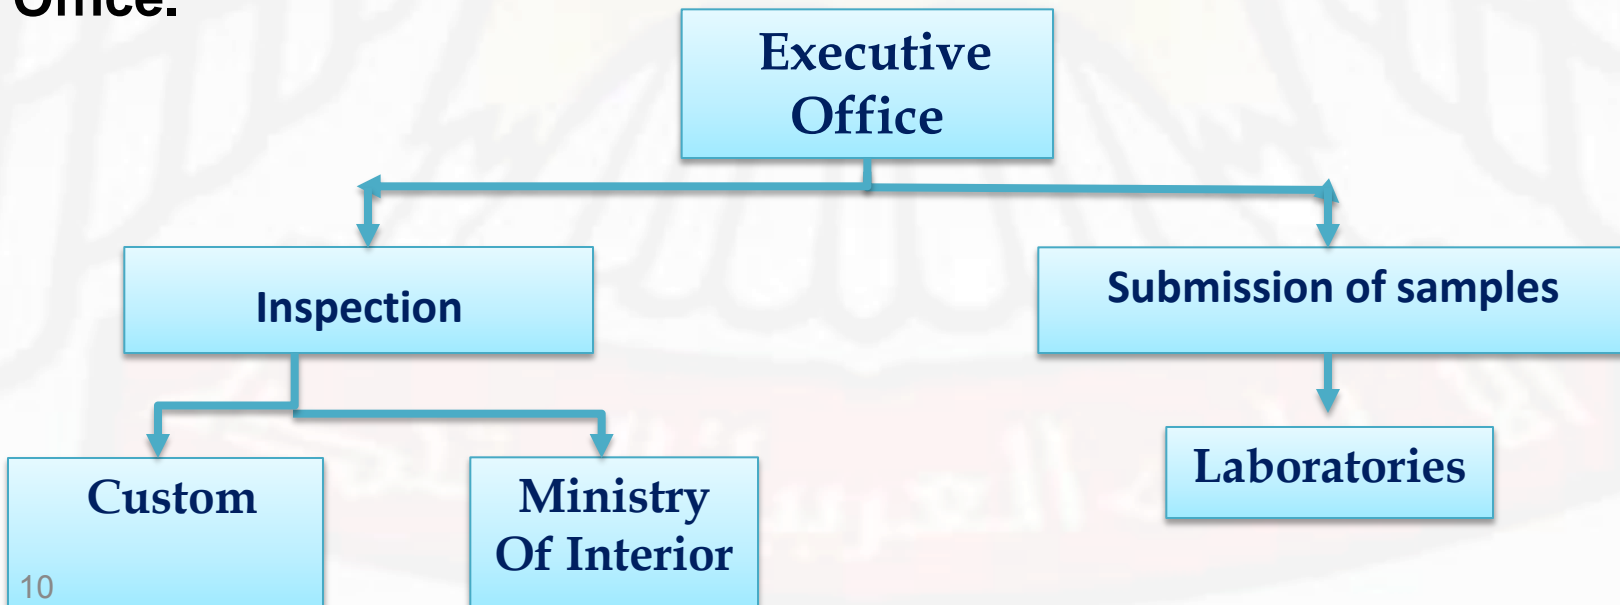 Office.
Executive
Office
Inspection
Submission of samples
Custom
Ministry
Of Interior
Laboratories
10